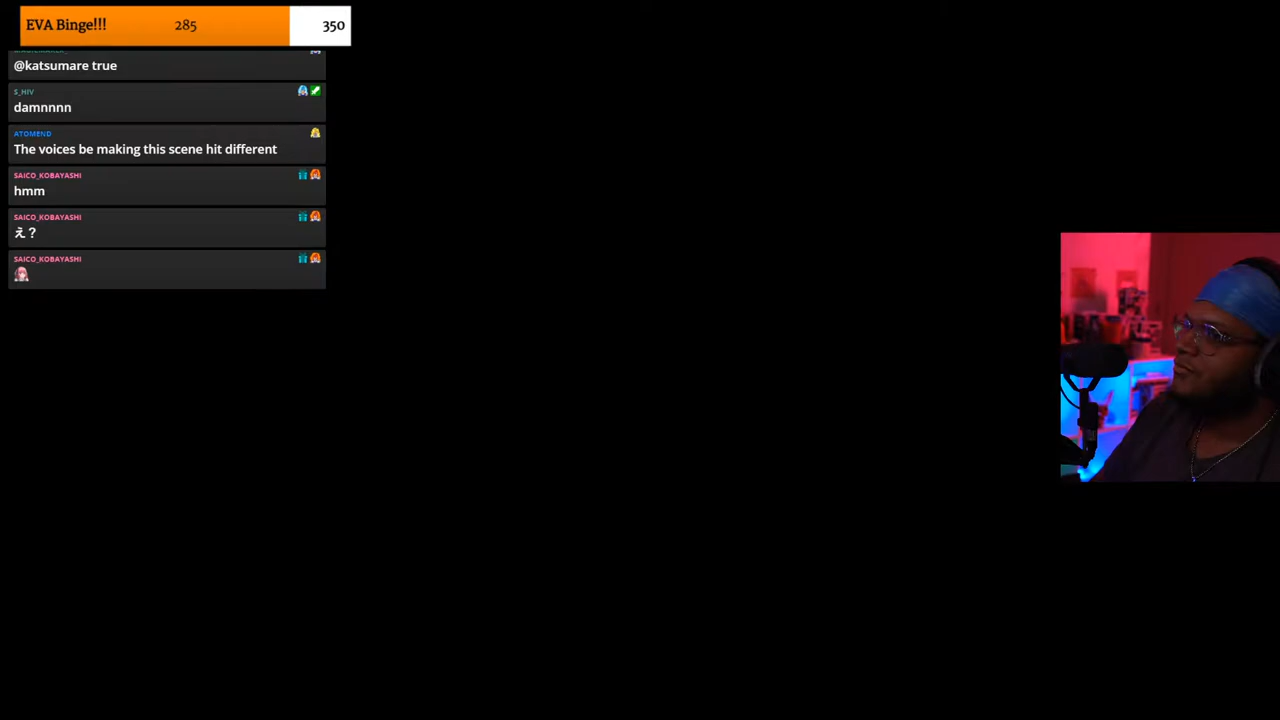 EVA Binge!!! 285 350
@katsumare true
S_HIV
damnnnn
ATOMEND
The voices be making this scene hit different
SAICO_KOBAYASHI
hmm
SAICO_KOBAYASHI
え？
SAICO_KOBAYASHI